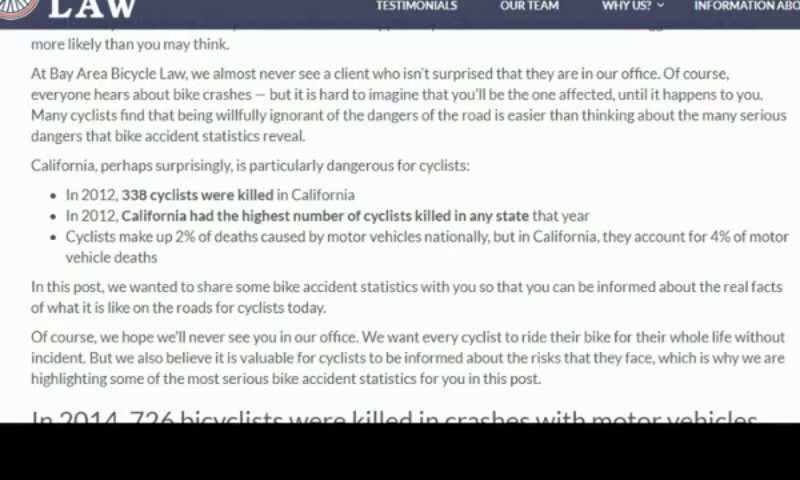 LAW
TESTIMONIALS OUR TEAM WHY US? INFORMATION ABO
more likely than you may think.
At Bay Area Bicycle Law, we almost never see a client who isn't surprised that they are in our office. Of course,
everyone hears about bike crashes — but it is hard to imagine that you'll be the one affected, until it happens to you.
Many cyclists find that being willfully ignorant of the dangers of the road is easier than thinking about the many serious
dangers that bike accident statistics reveal.
California, perhaps surprisingly, is particularly dangerous for cyclists:
• In 2012, 338 cyclists were killed in California
• In 2012, California had the highest number of cyclists killed in any state that year
• Cyclists make up 2% of deaths caused by motor vehicles nationally, but in California, they account for 4% of motor
vehicle deaths
In this post, we wanted to share some bike accident statistics with you so that you can be informed about the real facts
of what it is like on the roads for cyclists today.
Of course, we hope we'll never see you in our office. We want every cyclist to ride their bike for their whole life without
incident. But we also believe it is valuable for cyclists to be informed about the risks that they face, which is why we are
highlighting some of the most serious bike accident statistics for you in this post.
In 2014, 726 bicyclists were killed in crashes with motor vehicles